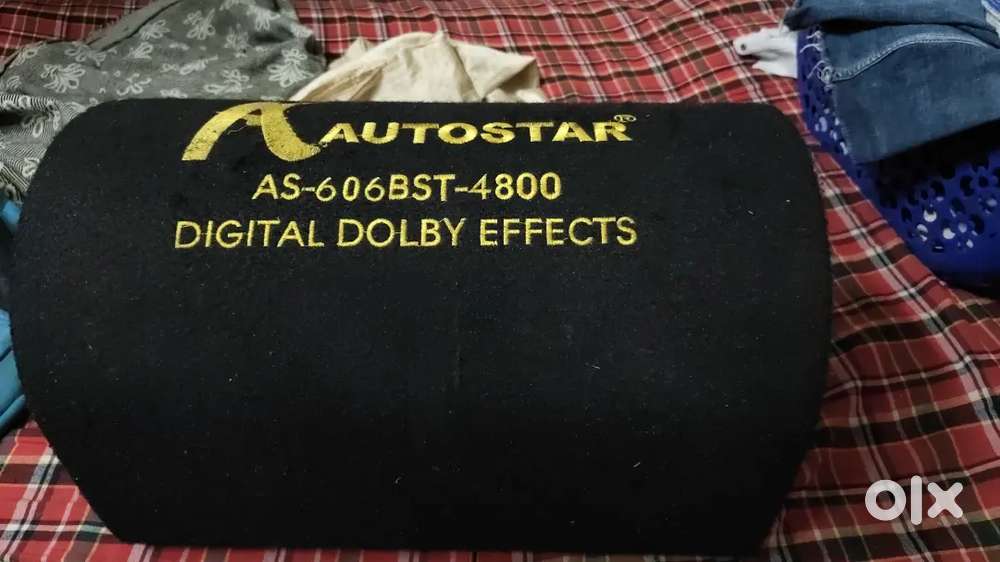 AUTOSTAR®
AS-606BST-4800
DIGITAL DOLBY EFFECTS
olx